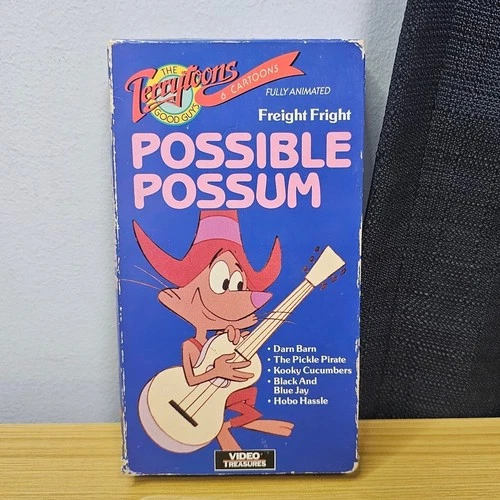 THE
Terrytoons
GOOD GUYS
6 CARTOONS
FULLY ANIMATED
Freight Fright
POSSIBLE
POSSUM
• Darn Barn
• The Pickle Pirate
• Kooky Cucumbers
• Black And
Blue Jay
• Hobo Hassle
VIDEO
TREASURES